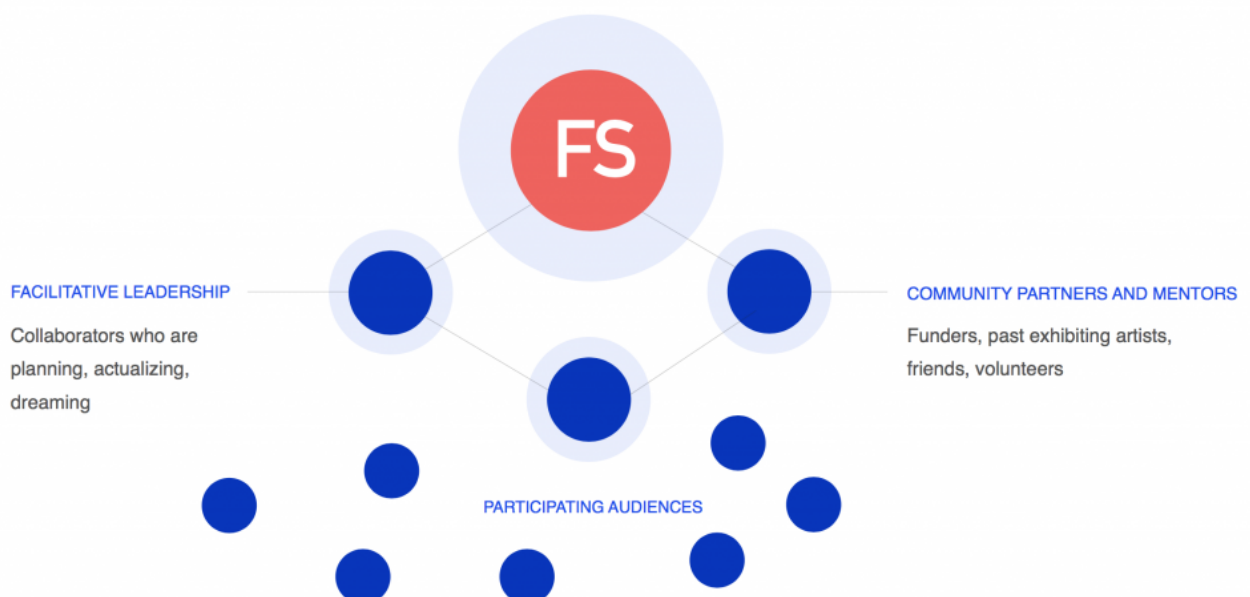 FS
FACILITATIVE LEADERSHIP
Collaborators who are
planning, actualizing,
dreaming
COMMUNITY PARTNERS AND MENTORS
Funders, past exhibiting artists,
friends, volunteers
PARTICIPATING AUDIENCES